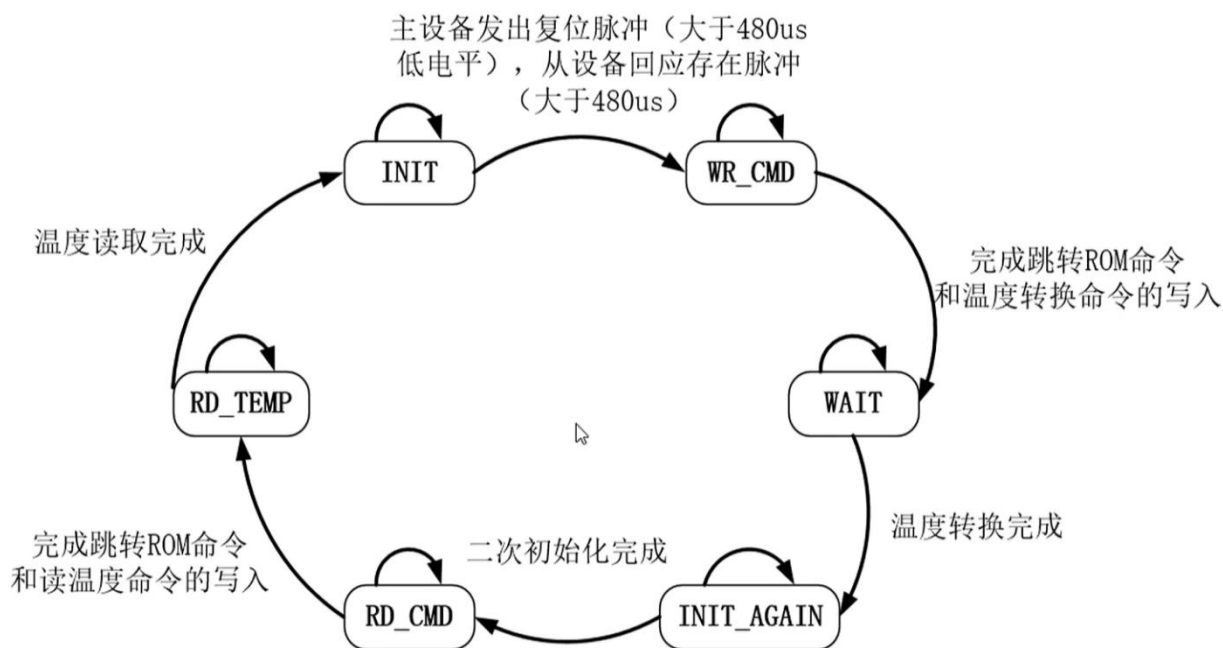 主设备发出复位脉冲（大于480us
低电平），从设备回应存在脉冲
（大于480us）
INIT
WR_CMD
温度读取完成
完成跳转ROM命令
和温度转换命令的写入
RD_TEMP
WAIT
温度转换完成
完成跳转ROM命令
和读温度命令的写入
二次初始化完成
RD_CMD
INIT_AGAIN